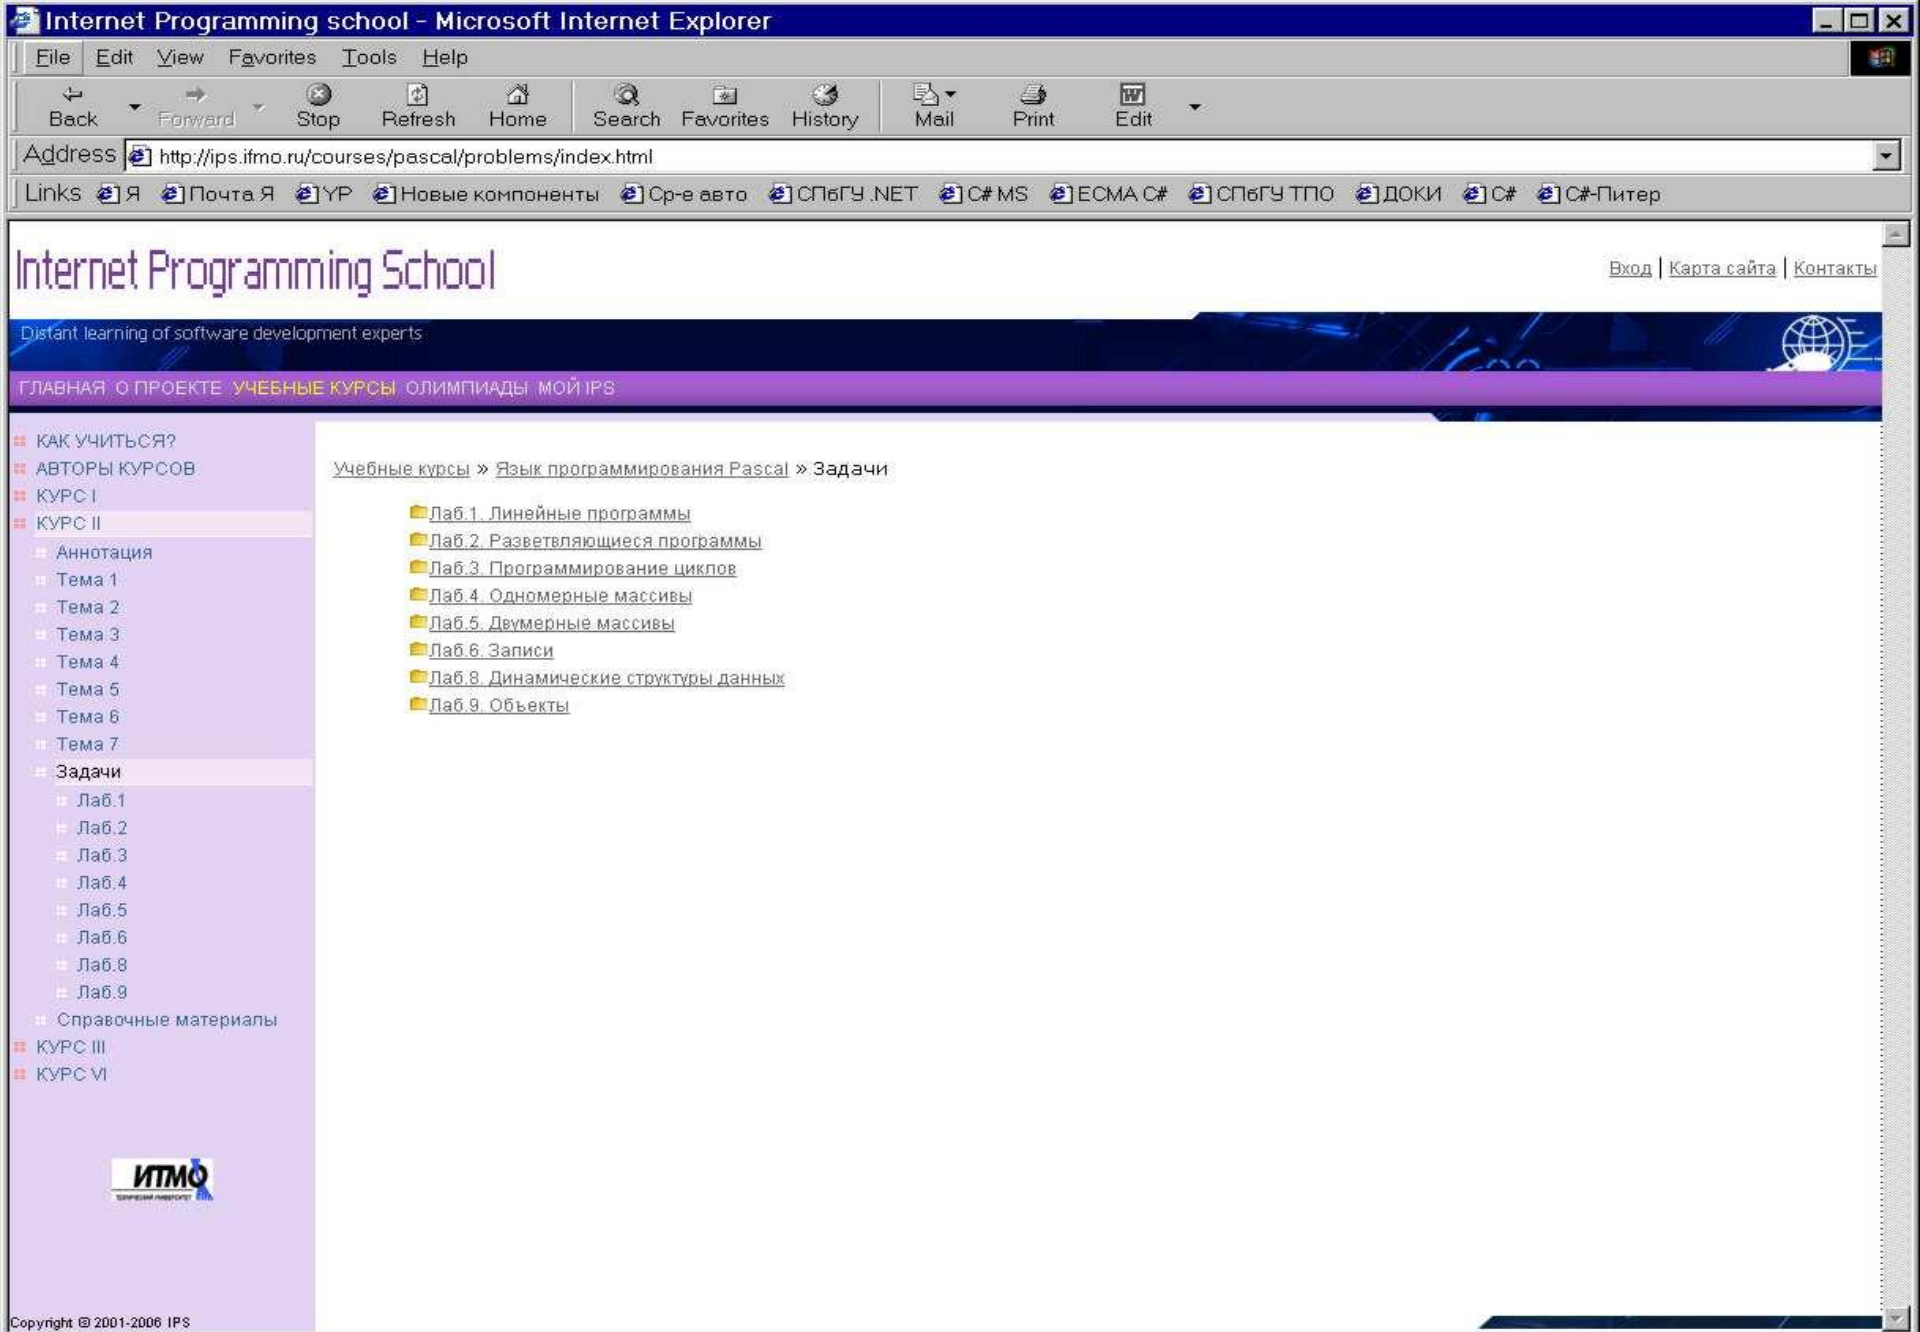 Internet Programming school - Microsoft Internet Explorer
File Edit View Favorites Tools Help
Back Forward Stop Refresh Home Search Favorites History Mail Print Edit
Address http://ips.ifmo.ru/courses/pascal/problems/index.html
Links Я Почта Я YP Новые компоненты Ср-е авто СПбГУ .NET C# MS ECMA C# СПбГУ ТПО ДОКИ C# C#-Питер
Internet Programming School
Вход | Карта сайта | Контакты
Distant learning of software development experts
ГЛАВНАЯ О ПРОЕКТЕ УЧЕБНЫЕ КУРСЫ ОЛИМПИАДЫ МОЙ IPS
КАК УЧИТЬСЯ?
АВТОРЫ КУРСОВ
КУРС I
КУРС II
Аннотация
Тема 1
Тема 2
Тема 3
Тема 4
Тема 5
Тема 6
Тема 7
Задачи
Лаб.1
Лаб.2
Лаб.3
Лаб.4
Лаб.5
Лаб.6
Лаб.8
Лаб.9
Справочные материалы
КУРС III
КУРС VI
ИТМО
Copyright © 2001-2006 IPS
Учебные курсы » Язык программирования Pascal » Задачи
Лаб.1. Линейные программы
Лаб.2. Разветвляющиеся программы
Лаб.3. Программирование циклов
Лаб.4. Одномерные массивы
Лаб.5. Двумерные массивы
Лаб.6. Записи
Лаб.8. Динамические структуры данных
Лаб.9. Объекты